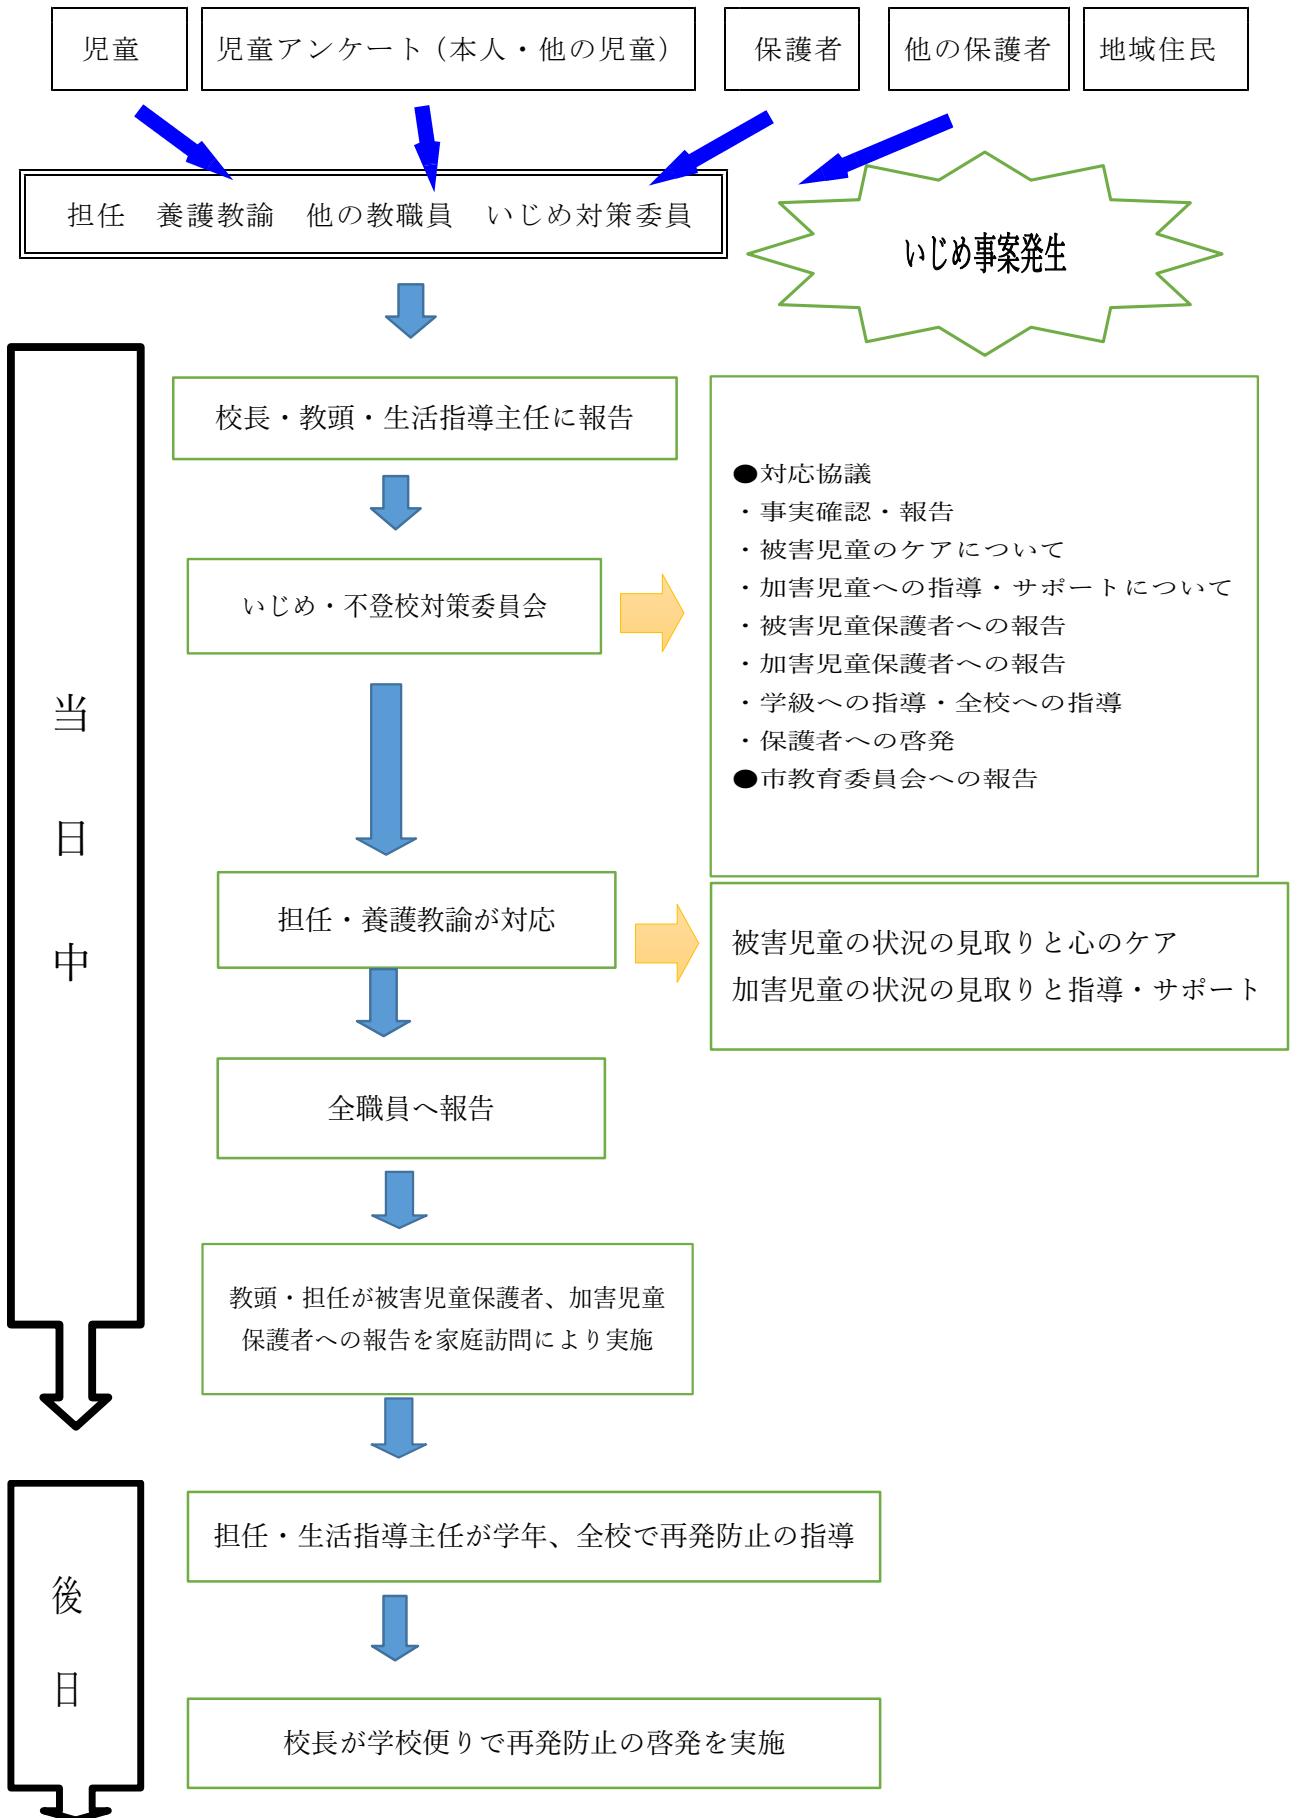 児童
児童アンケート（本人・他の児童）
保護者
他の保護者
地域住民
担任　養護教諭　他の教職員　いじめ対策委員
いじめ事案発生
当日中
校長・教頭・生活指導主任に報告
いじめ・不登校対策委員会
●対応協議
・事実確認・報告
・被害児童のケアについて
・加害児童への指導・サポートについて
・被害児童保護者への報告
・加害児童保護者への報告
・学級への指導・全校への指導
・保護者への啓発
●市教育委員会への報告
担任・養護教諭が対応
被害児童の状況の見取りと心のケア
加害児童の状況の見取りと指導・サポート
全職員へ報告
教頭・担任が被害児童保護者、加害児童
保護者への報告を家庭訪問により実施
後日
担任・生活指導主任が学年、全校で再発防止の指導
校長が学校便りで再発防止の啓発を実施